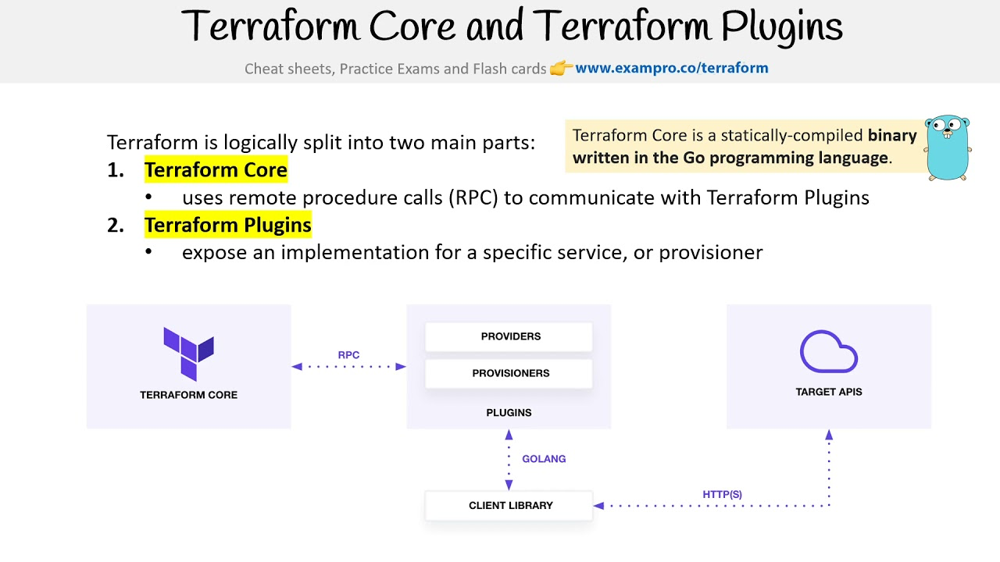 Terraform Core and Terraform Plugins
Cheat sheets, Practice Exams and Flash cards 👉 www.exampro.co/terraform
Terraform is logically split into two main parts:
Terraform Core is a statically-compiled binary
written in the Go programming language.
1. Terraform Core
• uses remote procedure calls (RPC) to communicate with Terraform Plugins
2. Terraform Plugins
• expose an implementation for a specific service, or provisioner
TERRAFORM CORE
RPC
PROVIDERS
PROVISIONERS
PLUGINS
TARGET APIS
GOLANG
CLIENT LIBRARY
HTTP(S)